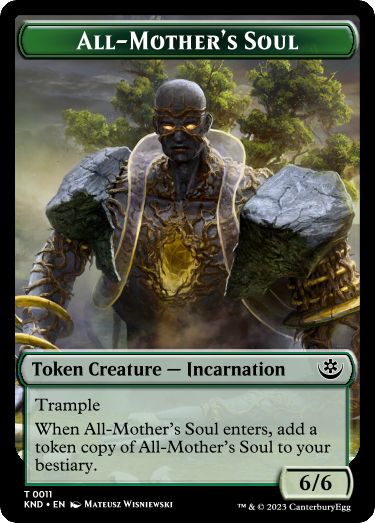 All-Mother's Soul
Token Creature — Incarnation
Trample
When All-Mother's Soul enters, add a
token copy of All-Mother's Soul to your
bestiary.
6/6
T 0011
KND • EN Mateusz Wisniewski
™ & © 2023 CanterburyEgg